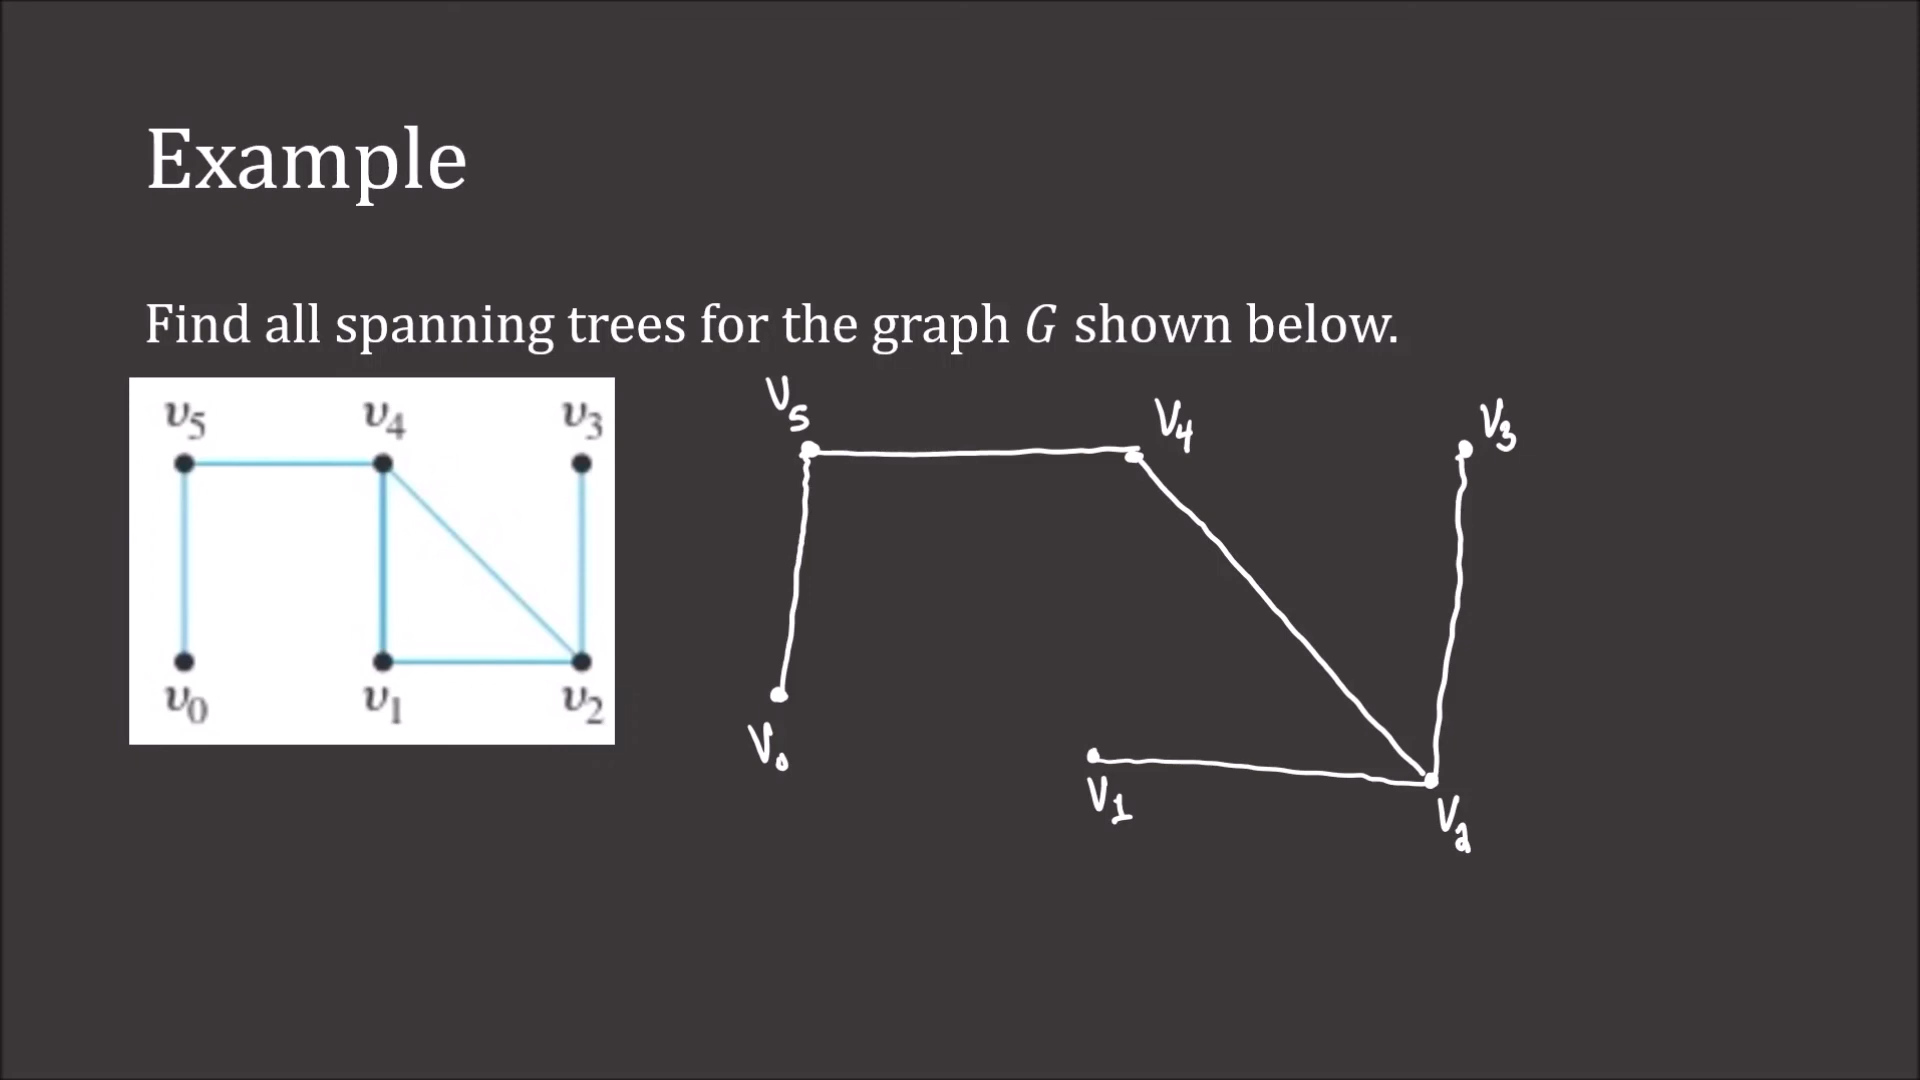 Example
Find all spanning trees for the graph G shown below.
v5 v4 v3
v0 v1 v2
V5 V4 V3
V0 V1 V2